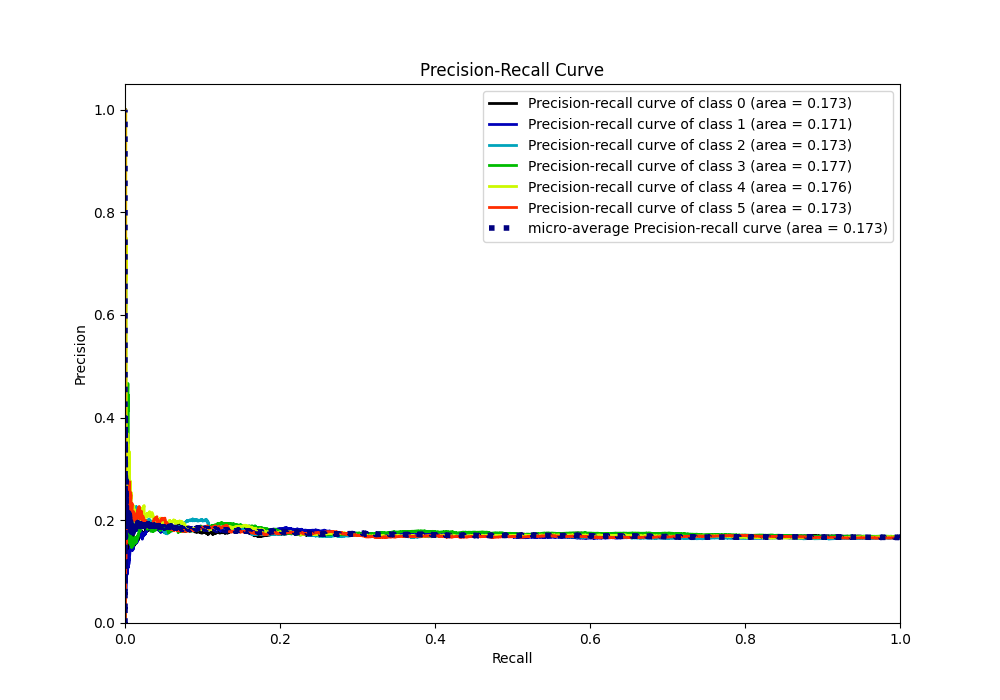 Precision-Recall Curve
Precision-recall curve of class 0 (area = 0.173)
Precision-recall curve of class 1 (area = 0.171)
Precision-recall curve of class 2 (area = 0.173)
Precision-recall curve of class 3 (area = 0.177)
Precision-recall curve of class 4 (area = 0.176)
Precision-recall curve of class 5 (area = 0.173)
micro-average Precision-recall curve (area = 0.173)
Precision
1.0
0.8
0.6
0.4
0.2
0.0
0.0 0.2 0.4 0.6 0.8 1.0
Recall